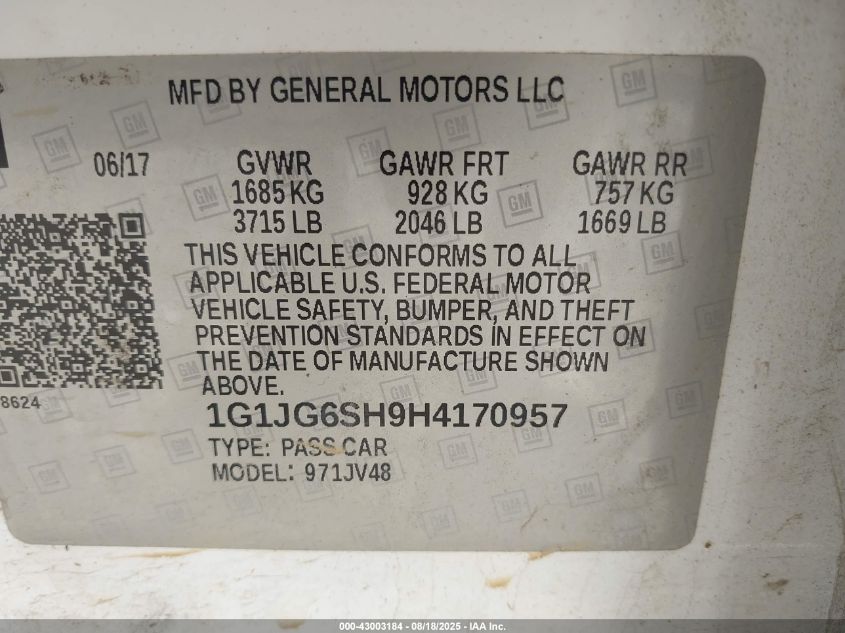 MFD BY GENERAL MOTORS LLC
06/17 GVWR GAWR FRT GAWR RR
1685 KG 928 KG 757 KG
3715 LB 2046 LB 1669 LB
THIS VEHICLE CONFORMS TO ALL
APPLICABLE U.S. FEDERAL MOTOR
VEHICLE SAFETY, BUMPER, AND THEFT
PREVENTION STANDARDS IN EFFECT ON
THE DATE OF MANUFACTURE SHOWN
ABOVE.
8624
1G1JG6SH9H4170957
TYPE: PASS CAR
MODEL: 971JV48
000-43003184 - 08/18/2025 - IAA Inc.